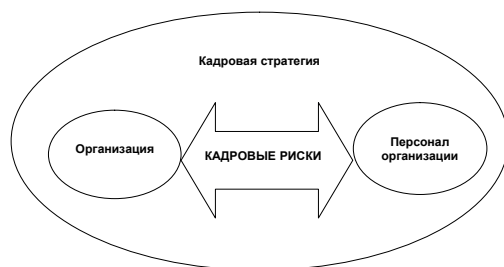 Кадровая стратегия
Организация
КАДРОВЫЕ РИСКИ
Персонал
организации